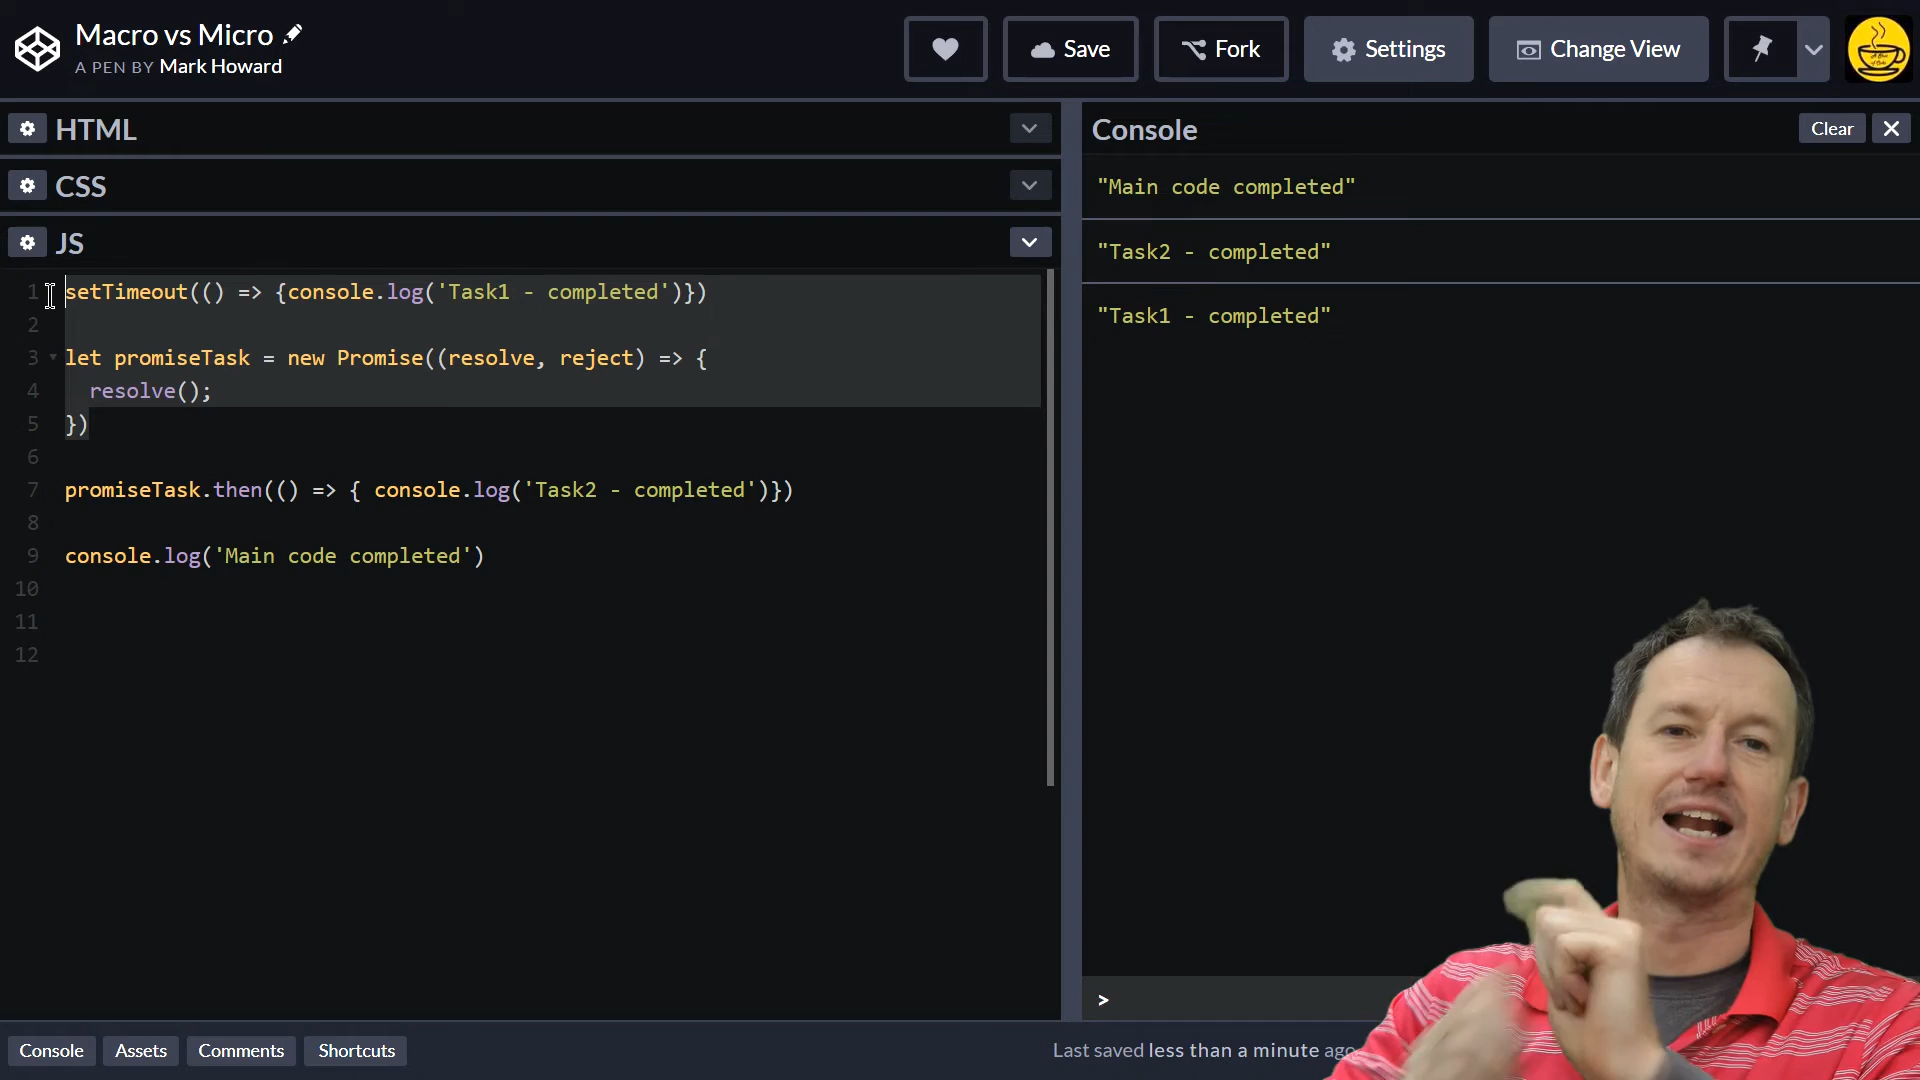 Macro vs Micro
A PEN BY Mark Howard
Save
Fork
Settings
Change View
HTML
CSS
JS
1 setTimeout(() => {console.log('Task1 - completed')})
2
3 let promiseTask = new Promise((resolve, reject) => {
4 resolve();
5 })
6
7 promiseTask.then(() => { console.log('Task2 - completed')})
8
9 console.log('Main code completed')
10
11
12
Console
Clear
"Main code completed"
"Task2 - completed"
"Task1 - completed"
>
Console
Assets
Comments
Shortcuts
Last saved less than a minute ago